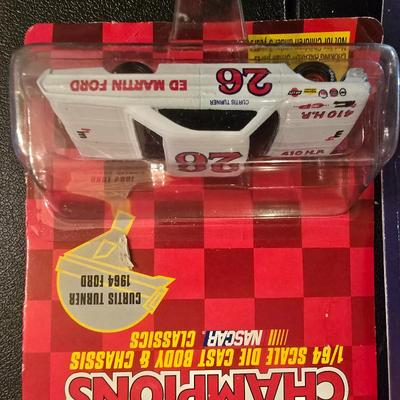 CHAMPIONS
1/64 SCALE DIE CAST BODY & CHASSIS
NASCAR CLASSICS
CURTIS TURNER
1964 FORD
26
410 H.R.
410 H.P.
CURTIS TURNER
26
ED MARTIN FORD